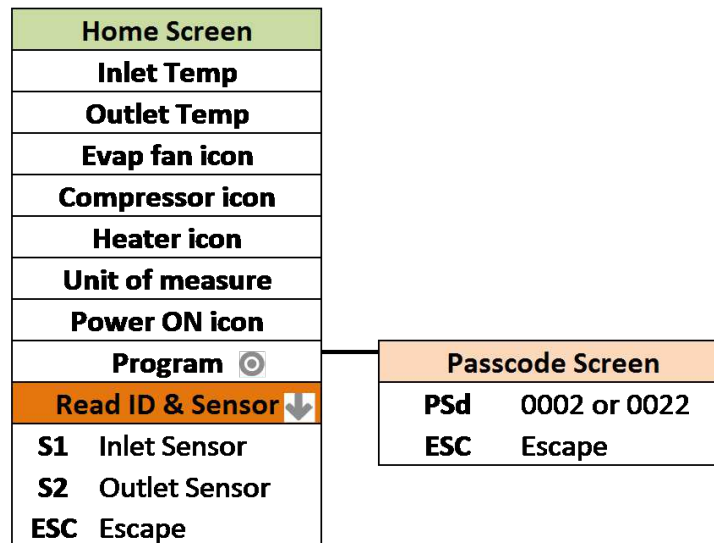 Home Screen
Inlet Temp
Outlet Temp
Evap fan icon
Compressor icon
Heater icon
Unit of measure
Power ON icon
Program
Read ID & Sensor
S1 Inlet Sensor
S2 Outlet Sensor
ESC Escape
Passcode Screen
PSd 0002 or 0022
ESC Escape